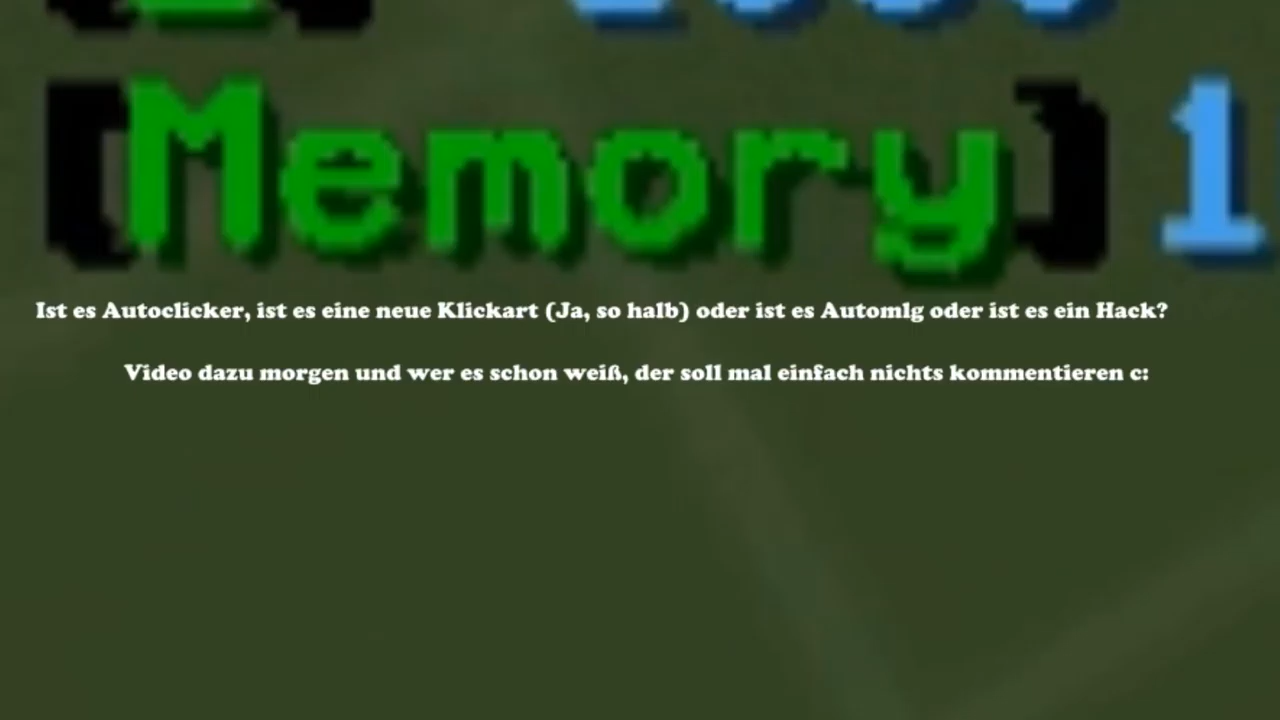 [Memory] 1
Ist es Autoclicker, ist es eine neue Klickart (Ja, so halb) oder ist es Automlg oder ist es ein Hack?
Video dazu morgen und wer es schon weiß, der soll mal einfach nichts kommentieren c: